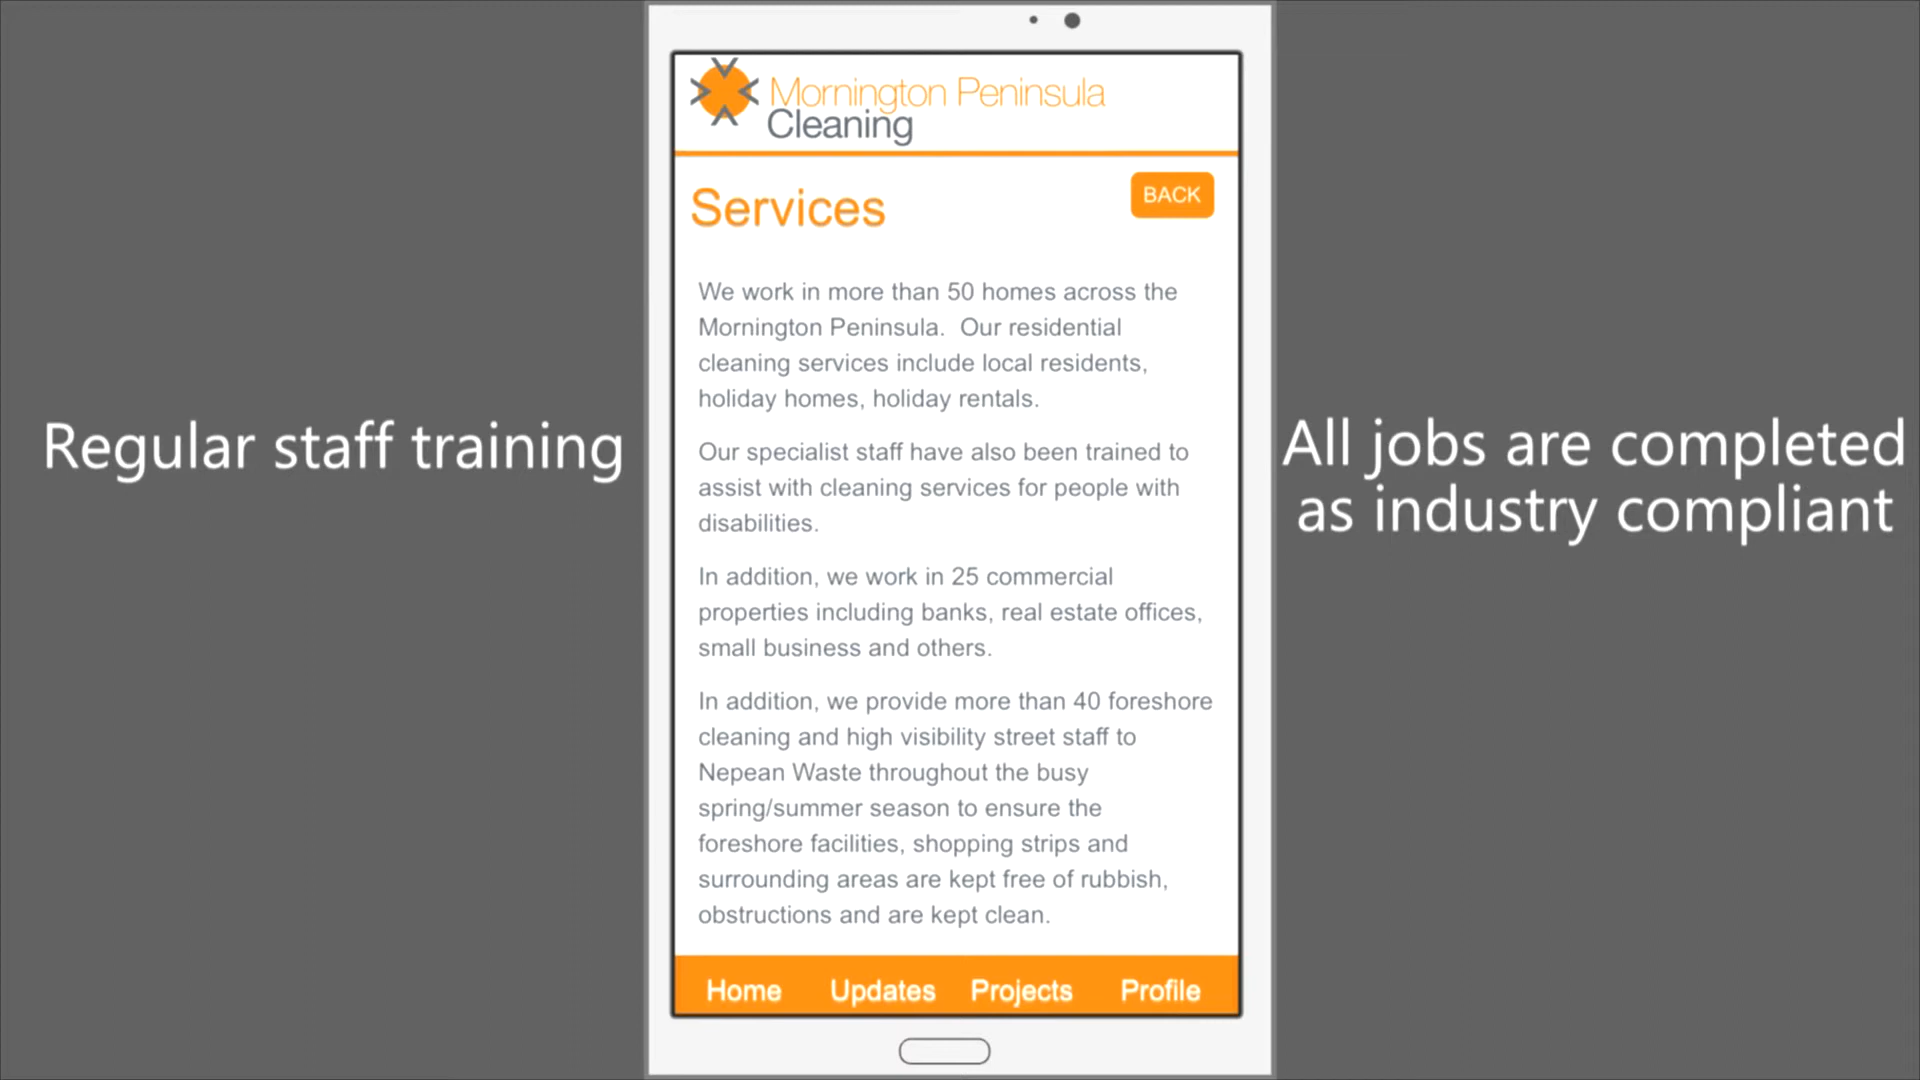 Mornington Peninsula
Cleaning
Services
BACK
We work in more than 50 homes across the
Mornington Peninsula.  Our residential
cleaning services include local residents,
holiday homes, holiday rentals.
Our specialist staff have also been trained to
assist with cleaning services for people with
disabilities.
In addition, we work in 25 commercial
properties including banks, real estate offices,
small business and others.
In addition, we provide more than 40 foreshore
cleaning and high visibility street staff to
Nepean Waste throughout the busy
spring/summer season to ensure the
foreshore facilities, shopping strips and
surrounding areas are kept free of rubbish,
obstructions and are kept clean.
Home Updates Projects Profile
Regular staff training
All jobs are completed
as industry compliant